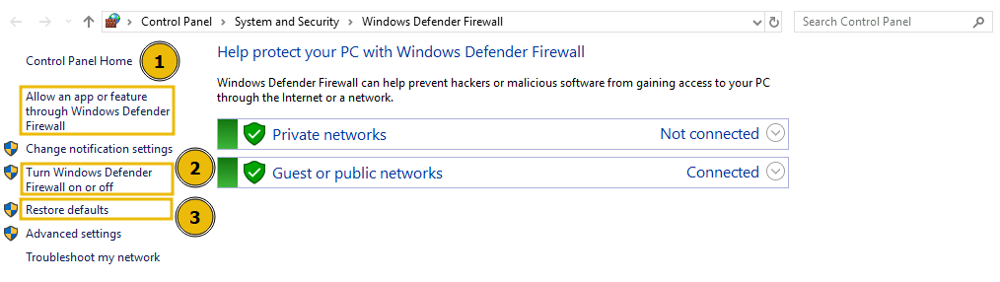 Control Panel > System and Security > Windows Defender Firewall
Search Control Panel
Control Panel Home
1
Allow an app or feature
through Windows Defender
Firewall
Change notification settings
Turn Windows Defender
Firewall on or off
2
Restore defaults
3
Advanced settings
Troubleshoot my network
Help protect your PC with Windows Defender Firewall
Windows Defender Firewall can help prevent hackers or malicious software from gaining access to your PC
through the Internet or a network.
Private networks Not connected
Guest or public networks Connected